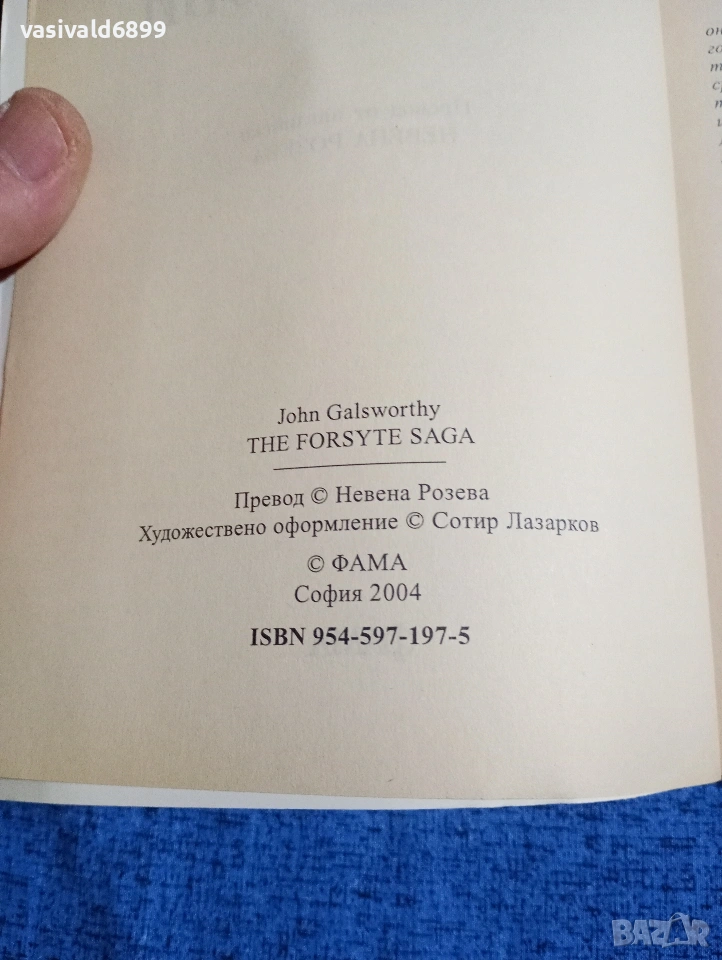 vasivald6899
John Galsworthy
THE FORSYTE SAGA
Превод © Невена Розева
Художествено оформление © Сотир Лазарков
© ФАМА
София 2004
ISBN 954-597-197-5
BAZAR